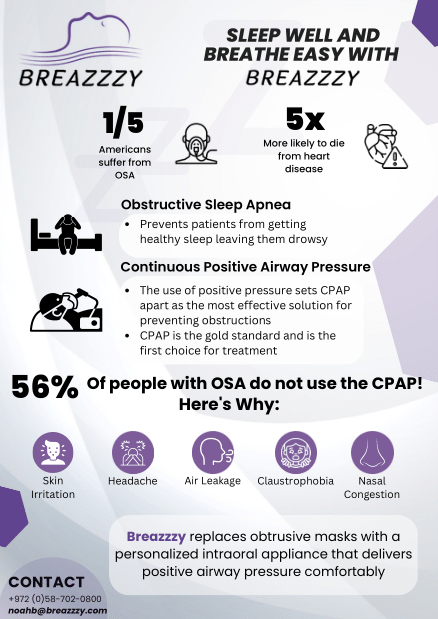 BREAZZZY
SLEEP WELL AND
BREATHE EASY WITH
BREAZZZY
1/5
Americans
suffer from
OSA
5x
More likely to die
from heart
disease
Obstructive Sleep Apnea
• Prevents patients from getting
healthy sleep leaving them drowsy
Continuous Positive Airway Pressure
• The use of positive pressure sets CPAP
apart as the most effective solution for
preventing obstructions
• CPAP is the gold standard and is the
first choice for treatment
56% Of people with OSA do not use the CPAP!
Here's Why:
Skin
Irritation
Headache
Air Leakage
Claustrophobia
Nasal
Congestion
Breazzzy replaces obtrusive masks with a
personalized intraoral appliance that delivers
positive airway pressure comfortably
CONTACT
+972 (0)58-702-0800
noahb@breazzzy.com